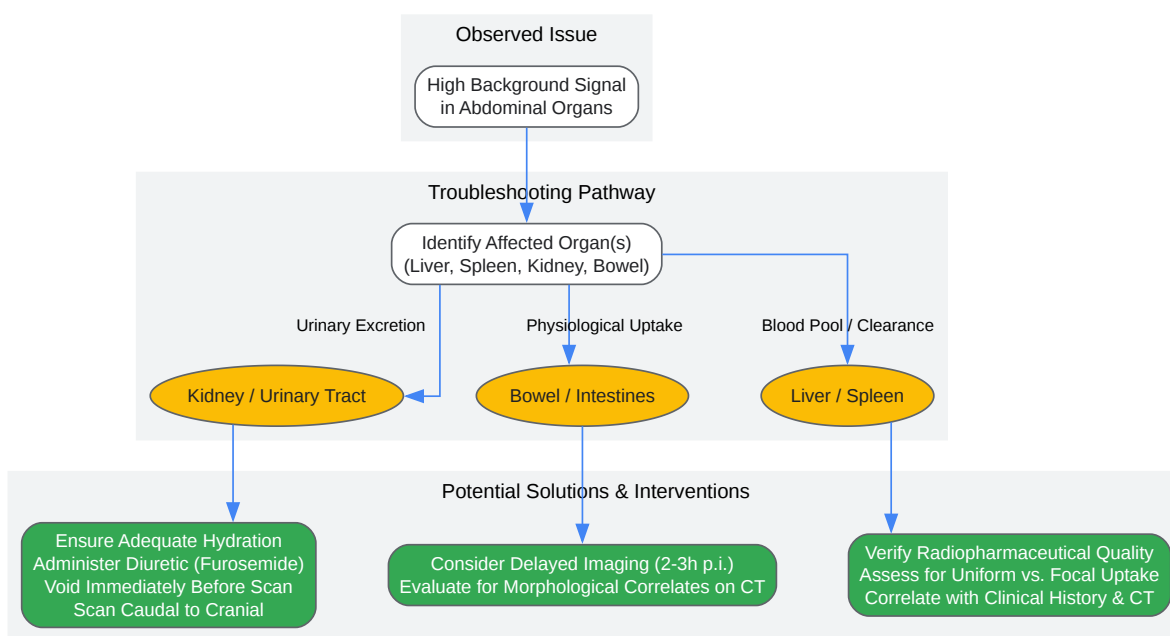 Observed Issue
High Background Signal
in Abdominal Organs
Troubleshooting Pathway
Identify Affected Organ(s)
(Liver, Spleen, Kidney, Bowel)
Urinary Excretion
Physiological Uptake
Blood Pool / Clearance
Kidney / Urinary Tract
Bowel / Intestines
Liver / Spleen
Potential Solutions & Interventions
Ensure Adequate Hydration
Administer Diuretic (Furosemide)
Void Immediately Before Scan
Scan Caudal to Cranial
Consider Delayed Imaging (2-3h p.i.)
Evaluate for Morphological Correlates on CT
Verify Radiopharmaceutical Quality
Assess for Uniform vs. Focal Uptake
Correlate with Clinical History & CT